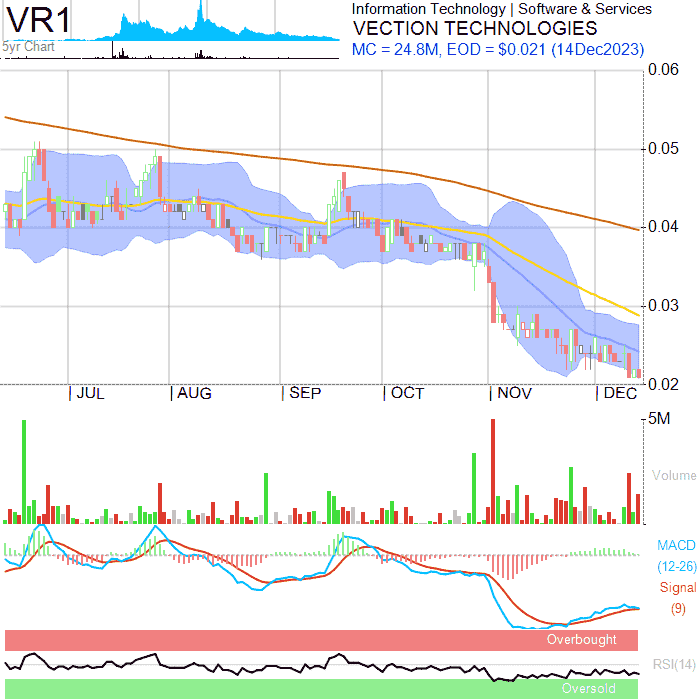 VR1
5yr Chart
Information Technology | Software & Services
VECTION TECHNOLOGIES
MC = 24.8M, EOD = $0.021 (14Dec2023)
0.06
0.05
0.04
0.03
0.02
JUL AUG SEP OCT NOV DEC
5M
Volume
MACD
(12-26)
Signal
(9)
Overbought
RSI(14)
Oversold